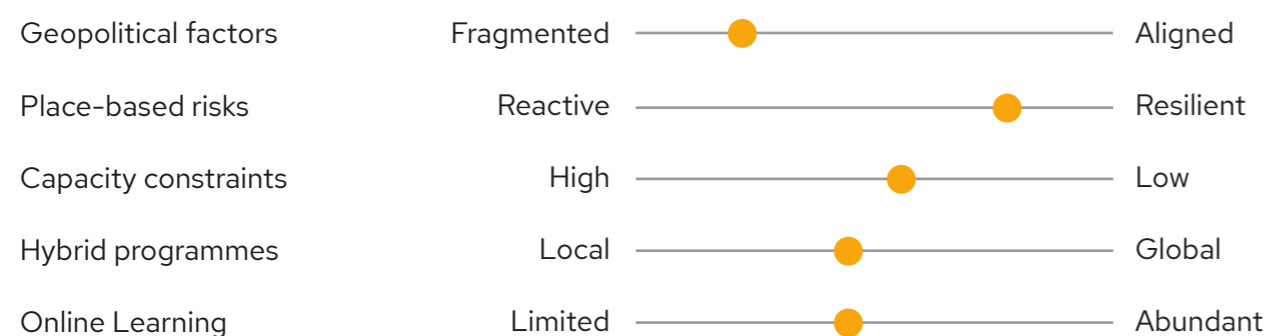 Geopolitical factors Fragmented Aligned
Place-based risks Reactive Resilient
Capacity constraints High Low
Hybrid programmes Local Global
Online Learning Limited Abundant